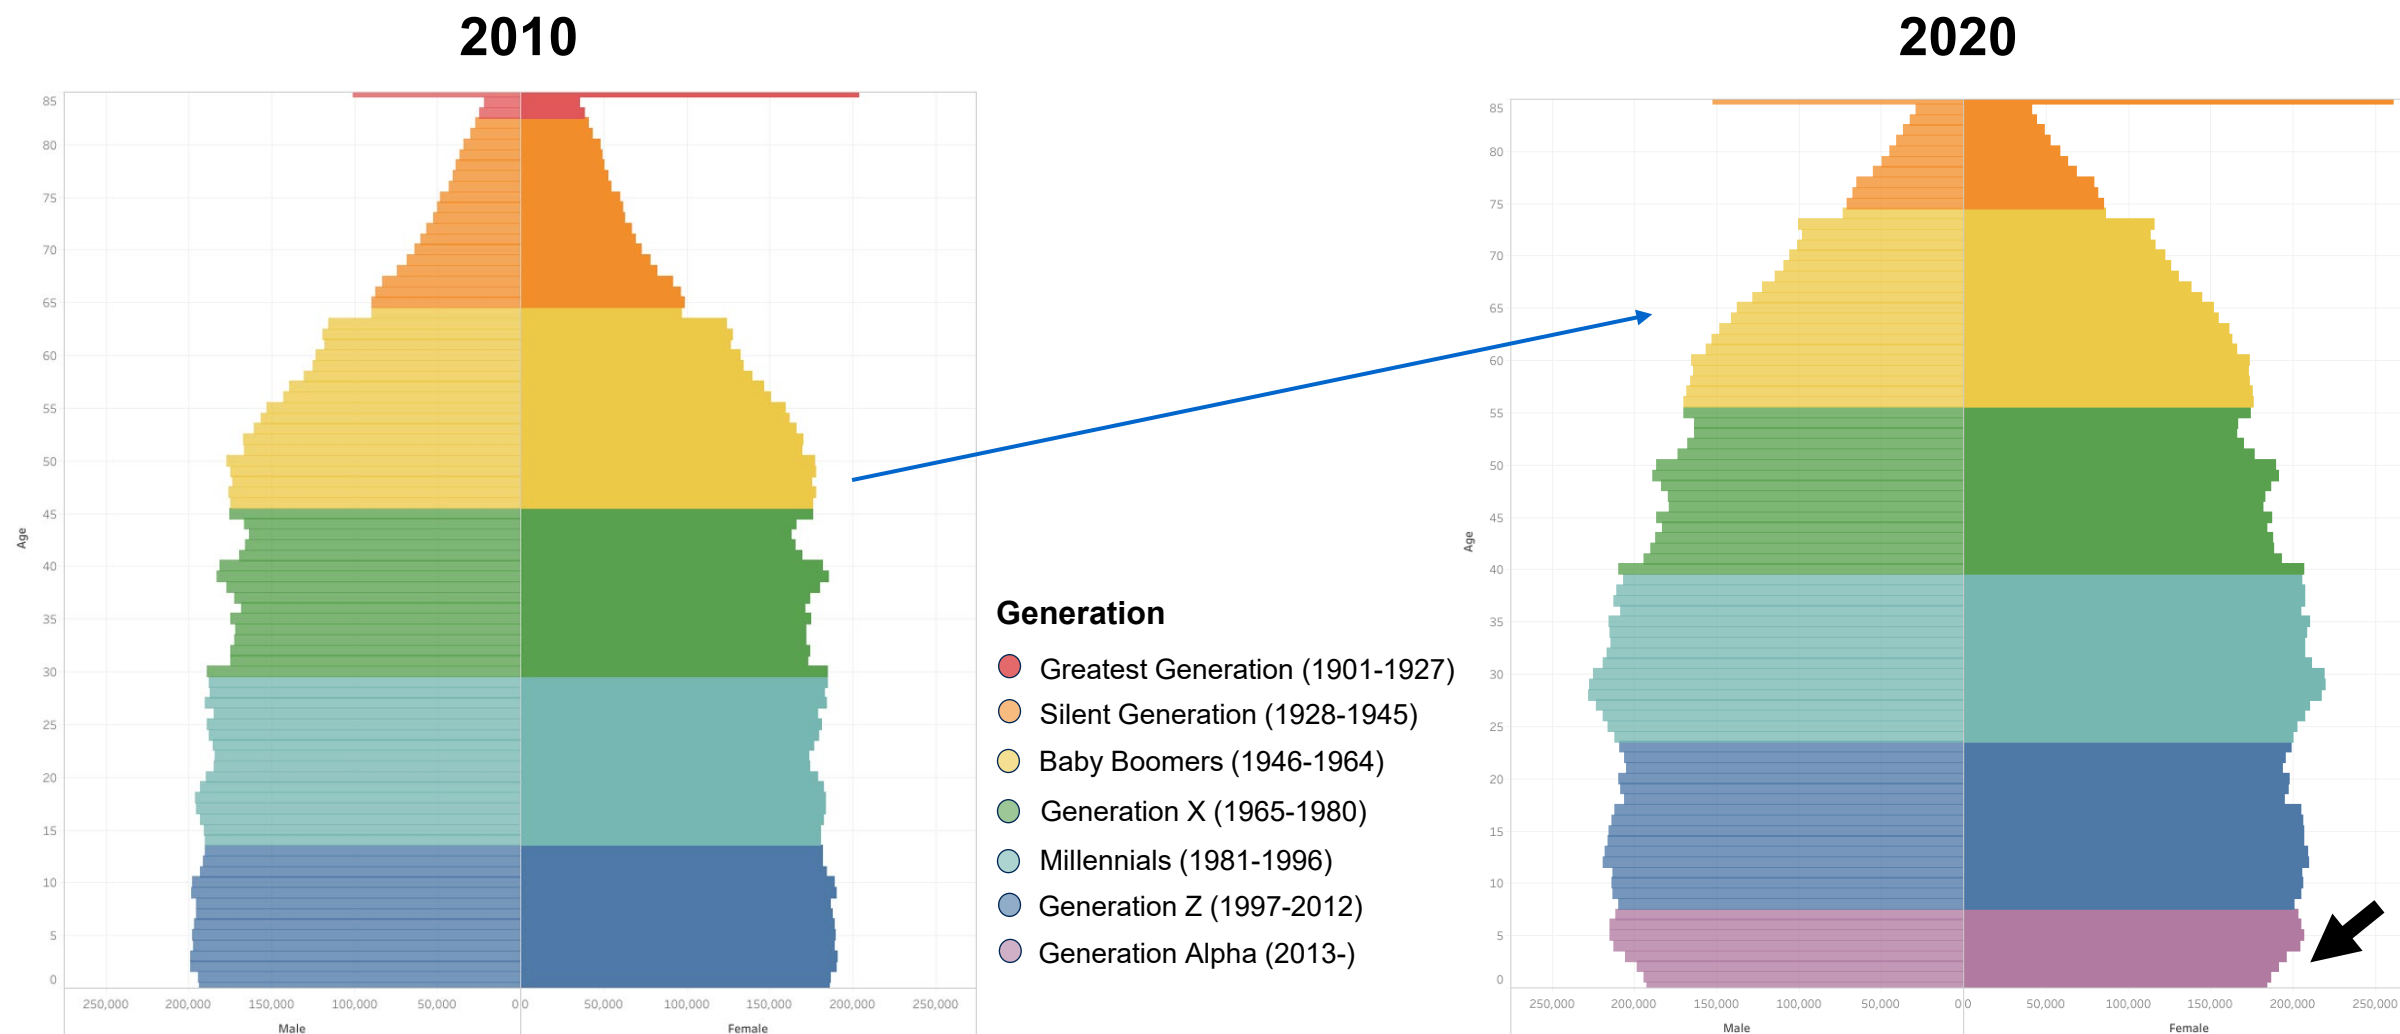 2010
2020
85
80
75
70
65
60
55
50
45
40
35
30
25
20
15
10
5
0
Age
250,000 200,000 150,000 100,000 50,000 0 0 50,000 100,000 150,000 200,000 250,000
Male Female
Generation
Greatest Generation (1901-1927)
Silent Generation (1928-1945)
Baby Boomers (1946-1964)
Generation X (1965-1980)
Millennials (1981-1996)
Generation Z (1997-2012)
Generation Alpha (2013-)
85
80
75
70
65
60
55
50
45
40
35
30
25
20
15
10
5
0
Age
250,000 200,000 150,000 100,000 50,000 0 0 50,000 100,000 150,000 200,000 250,000
Male Female